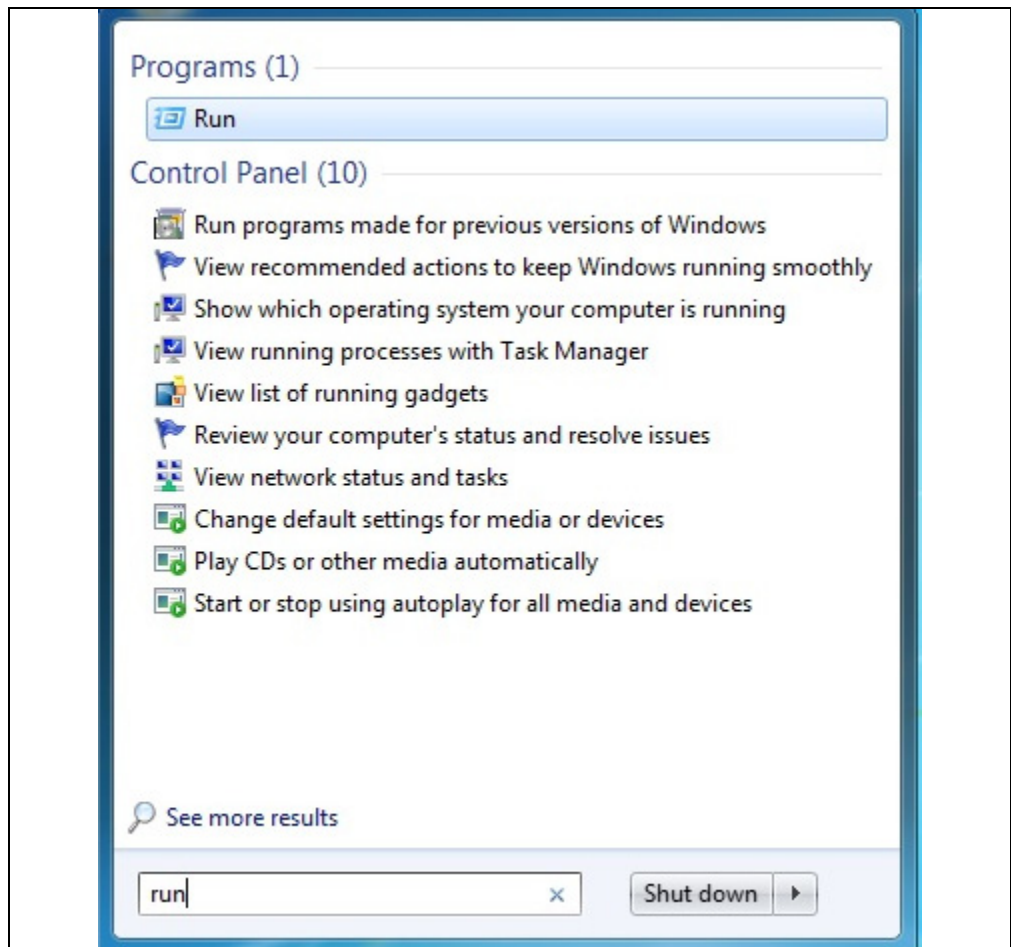 Programs (1)
Run
Control Panel (10)
Run programs made for previous versions of Windows
View recommended actions to keep Windows running smoothly
Show which operating system your computer is running
View running processes with Task Manager
View list of running gadgets
Review your computer's status and resolve issues
View network status and tasks
Change default settings for media or devices
Play CDs or other media automatically
Start or stop using autoplay for all media and devices
See more results
run
Shut down